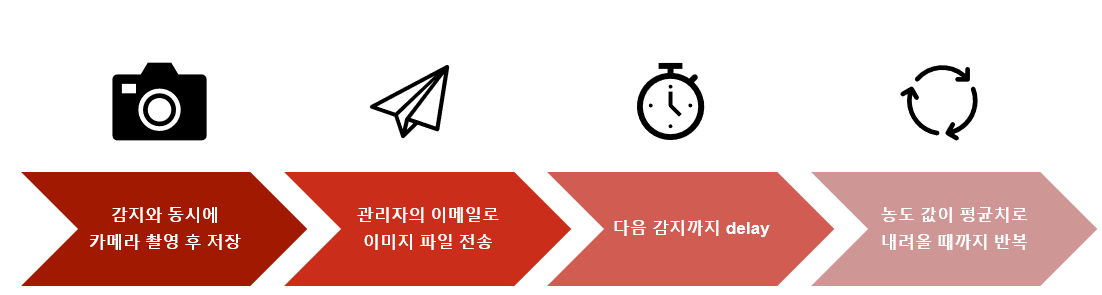 감지와 동시에
카메라 촬영 후 저장
관리자의 이메일로
이미지 파일 전송
다음 감지까지 delay
농도 값이 평균치로
내려올 때까지 반복